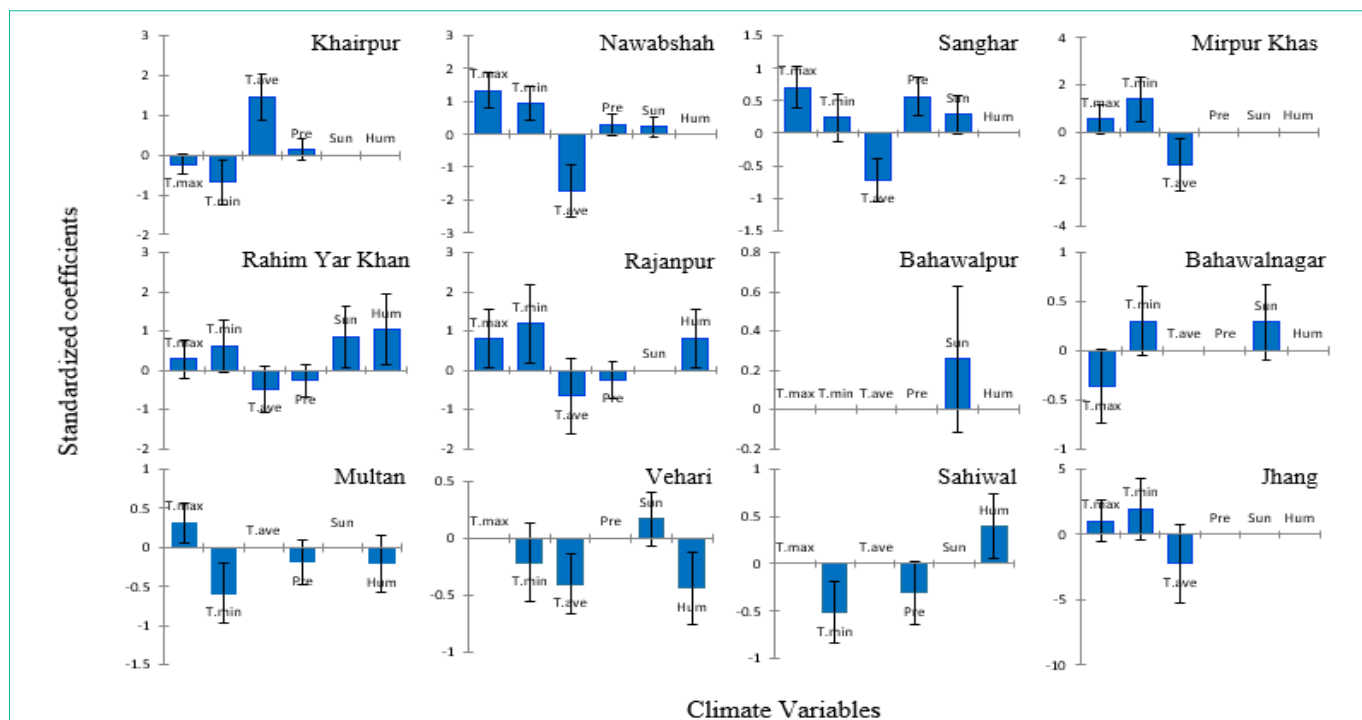 Standardized coefficients
Khairpur
3
2
1
0
-1
-2
T.max
T.min
T.ave
Pre
Sun
Hum
Nawabshah
3
2
1
0
-1
-2
-3
T.max
T.min
T.ave
Pre
Sun
Hum
Sanghar
1.5
1
0.5
0
-0.5
-1
-1.5
T.max
T.min
T.ave
Pre
Sun
Hum
Mirpur Khas
4
2
0
-2
-4
T.max
T.min
T.ave
Pre
Sun
Hum
Rahim Yar Khan
3
2
1
0
-1
-2
T.max
T.min
T.ave
Pre
Sun
Hum
Rajanpur
3
2
1
0
-1
-2
T.max
T.min
T.ave
Pre
Sun
Hum
Bahawalpur
0.8
0.6
0.4
0.2
0
-0.2
T.max
T.min
T.ave
Pre
Sun
Hum
Bahawalnagar
1
0.5
0
-0.5
-1
T.max
T.min
T.ave
Pre
Sun
Hum
Multan
1
0.5
0
-0.5
-1
-1.5
T.max
T.min
T.ave
Pre
Sun
Hum
Vehari
0.5
0
-0.5
-1
T.max
T.min
T.ave
Pre
Sun
Hum
Sahiwal
1
0.5
0
-0.5
-1
T.max
T.min
T.ave
Pre
Sun
Hum
Jhang
5
0
-5
-10
T.max
T.min
T.ave
Pre
Sun
Hum
Climate Variables